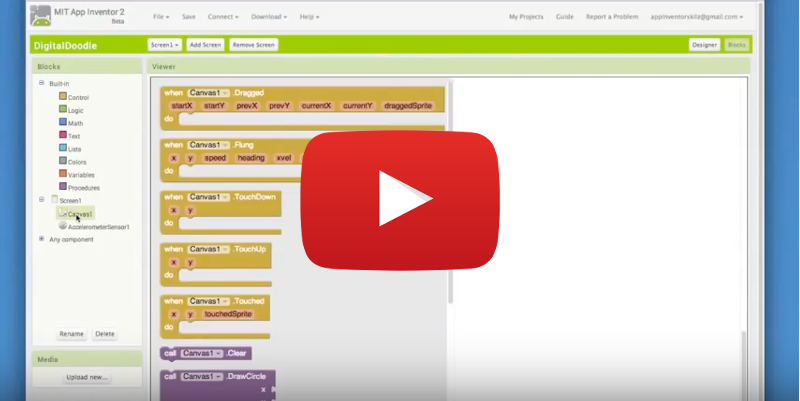 MIT App Inventor 2
Beta
File Save Connect Download Help My Projects Guide Report a Problem appinventorskite@gmail.com
DigitalDoodle Screen1 Add Screen Remove Screen Designer Blocks
Blocks Viewer
Built-in
Control
Logic
Math
Text
Lists
Colors
Variables
Procedures
Screen1
Canvas1
AccelerometerSensor1
Any component
Rename Delete
Media
Upload new...
when Canvas1 .Dragged
startX startY prevX prevY currentX currentY draggedSprite
do
when Canvas1 .Flung
x y speed heading xvel
do
when Canvas1 .TouchDown
x y
do
when Canvas1 .TouchUp
x y
do
when Canvas1 .Touched
x y touchedSprite
do
call Canvas1 .Clear
call Canvas1 .DrawCircle
x